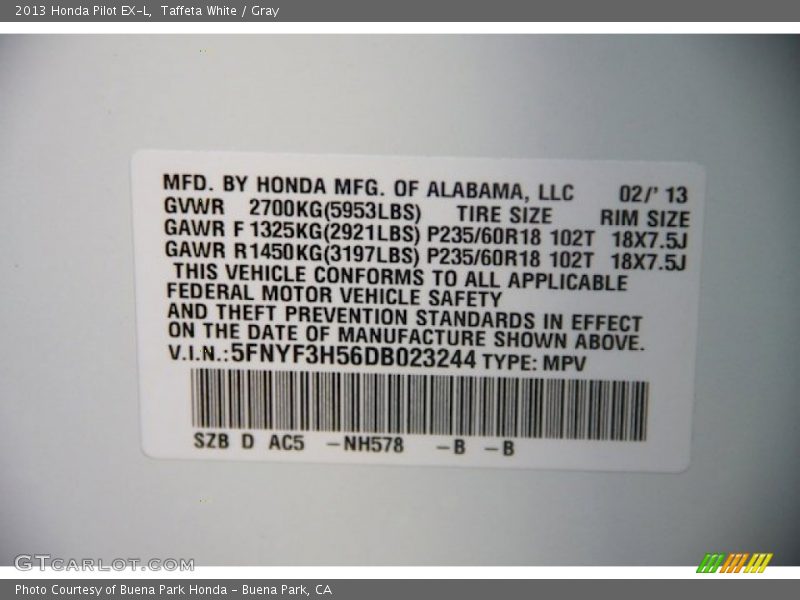 2013 Honda Pilot EX-L, Taffeta White / Gray
MFD. BY HONDA MFG. OF ALABAMA, LLC 02/' 13
GVWR 2700KG(5953LBS) TIRE SIZE RIM SIZE
GAWR F 1325KG(2921LBS) P235/60R18 102T 18X7.5J
GAWR R1450KG(3197LBS) P235/60R18 102T 18X7.5J
THIS VEHICLE CONFORMS TO ALL APPLICABLE
FEDERAL MOTOR VEHICLE SAFETY
AND THEFT PREVENTION STANDARDS IN EFFECT
ON THE DATE OF MANUFACTURE SHOWN ABOVE.
V.I.N.:5FNYF3H56DB023244 TYPE: MPV
SZB D AC5 -NH578 -B -B
GTCARLOT.COM
Photo Courtesy of Buena Park Honda - Buena Park, CA